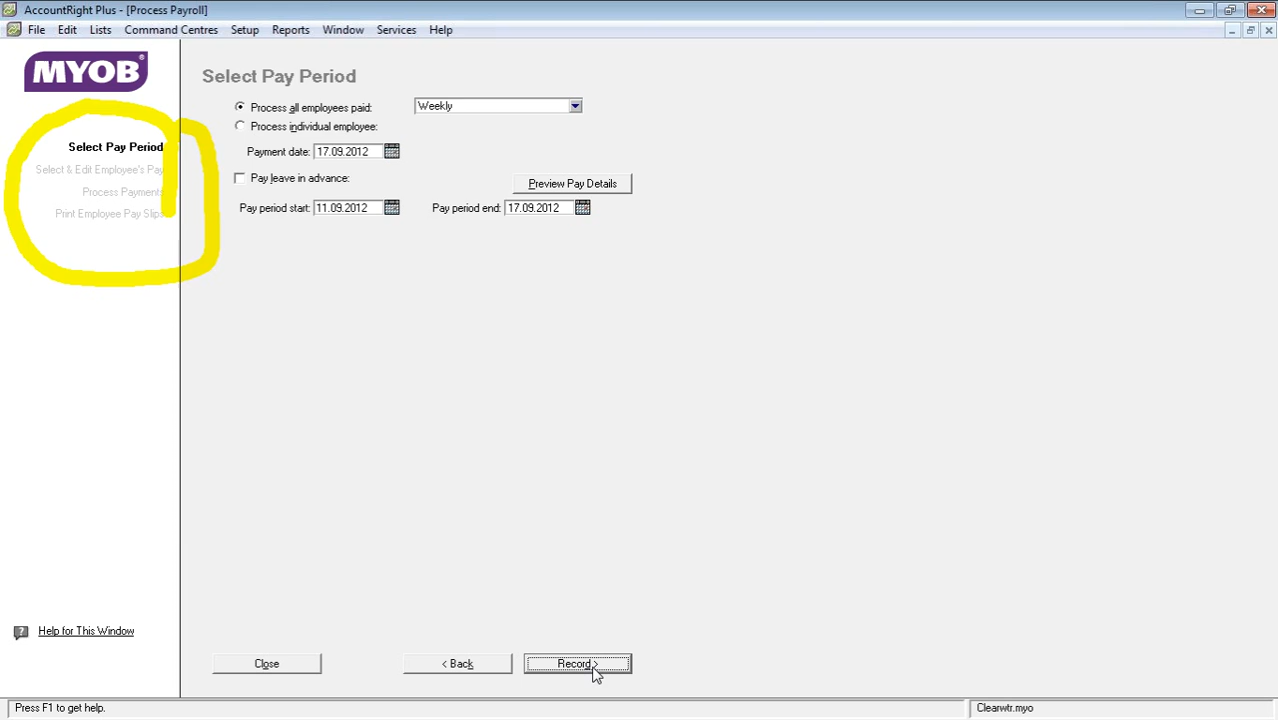 AccountRight Plus - [Process Payroll]
File Edit Lists Command Centres Setup Reports Window Services Help
MYOB®
Select Pay Period
Select & Edit Employee's Pay
Process Payments
Print Employee Pay Slips
Select Pay Period
Process all employees paid: Weekly
Process individual employee:
Payment date: 17.09.2012
Pay leave in advance:
Preview Pay Details
Pay period start: 11.09.2012 Pay period end: 17.09.2012
Help for This Window
Close < Back Record >
Press F1 to get help. Clearwtr.myo